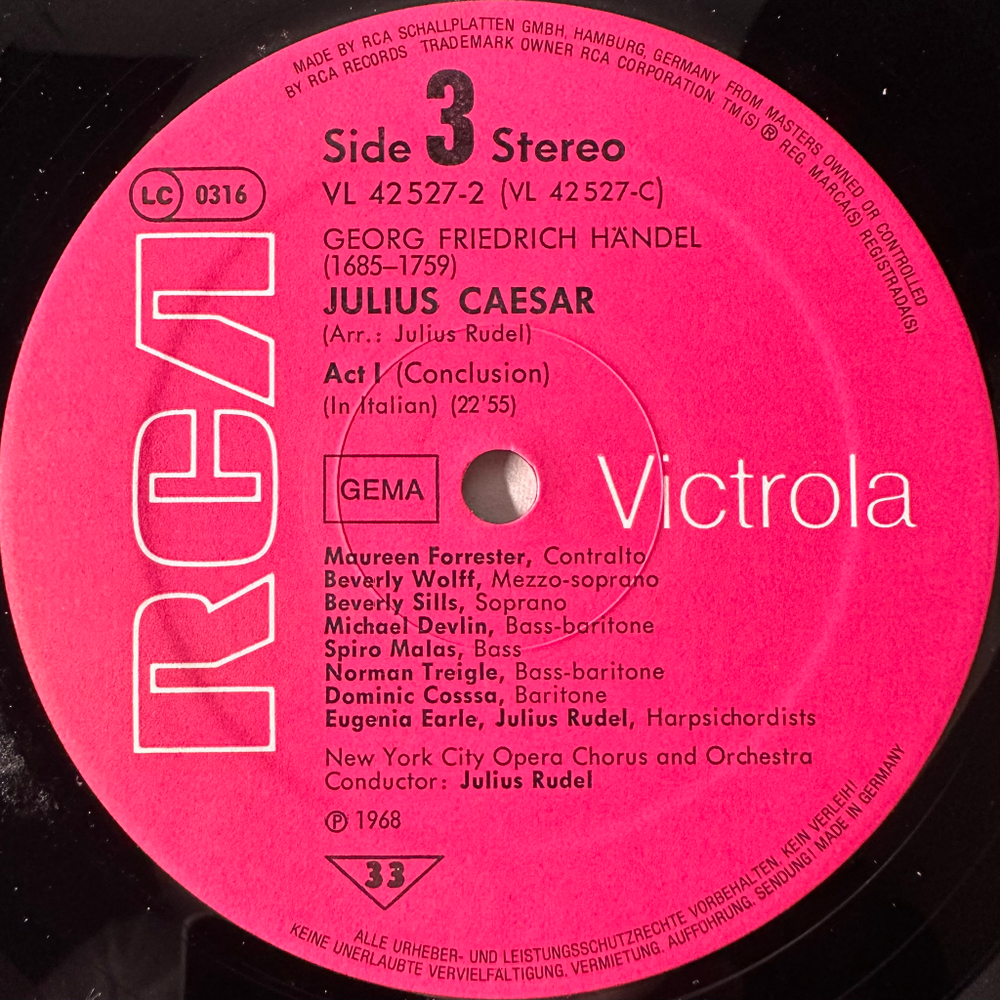 MADE BY RCA SCHALLPLATTEN GMBH, HAMBURG, GERMANY FROM MASTERS OWNED OR CONTROLLED
BY RCA RECORDS TRADEMARK OWNER RCA CORPORATION TM(S) ® REG. MARCA(S) REGISTRADA(S)
Side 3 Stereo
LC 0316
VL 42527-2 (VL 42527-C)
GEORG FRIEDRICH HÄNDEL
(1685–1759)
JULIUS CAESAR
(Arr.: Julius Rudel)
Act I (Conclusion)
(In Italian) (22'55)
RCA
GEMA
Victrola
Maureen Forrester, Contralto
Beverly Wolff, Mezzo-soprano
Beverly Sills, Soprano
Michael Devlin, Bass-baritone
Spiro Malas, Bass
Norman Treigle, Bass-baritone
Dominic Cosssa, Baritone
Eugenia Earle, Julius Rudel, Harpsichordists
New York City Opera Chorus and Orchestra
Conductor: Julius Rudel
℗ 1968
33
ALLE URHEBER- UND LEISTUNGSSCHUTZRECHTE VORBEHALTEN. KEIN VERLEIH!
KEINE UNERLAUBTE VERVIELFÄLTIGUNG, VERMIETUNG, AUFFÜHRUNG, SENDUNG! MADE IN GERMANY